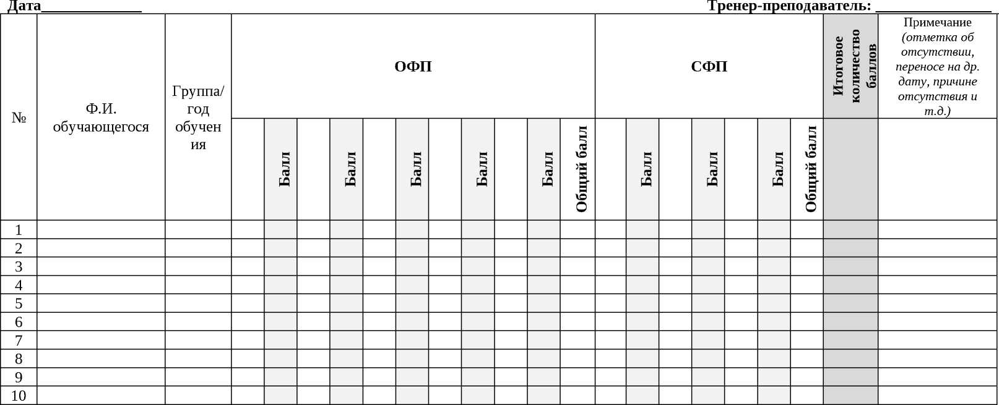 Дата_____________ Тренер-преподаватель: _______________
№
Ф.И.
обучающегося
Группа/
год
обучен
ия
ОФП
СФП
Итоговое
количество
баллов
Примечание
(отметка об
отсутствии,
переносе на др.
дату, причине
отсутствия и
т.д.)
Балл
Балл
Балл
Балл
Балл
Общий балл
Балл
Балл
Балл
Общий балл
1
2
3
4
5
6
7
8
9
10